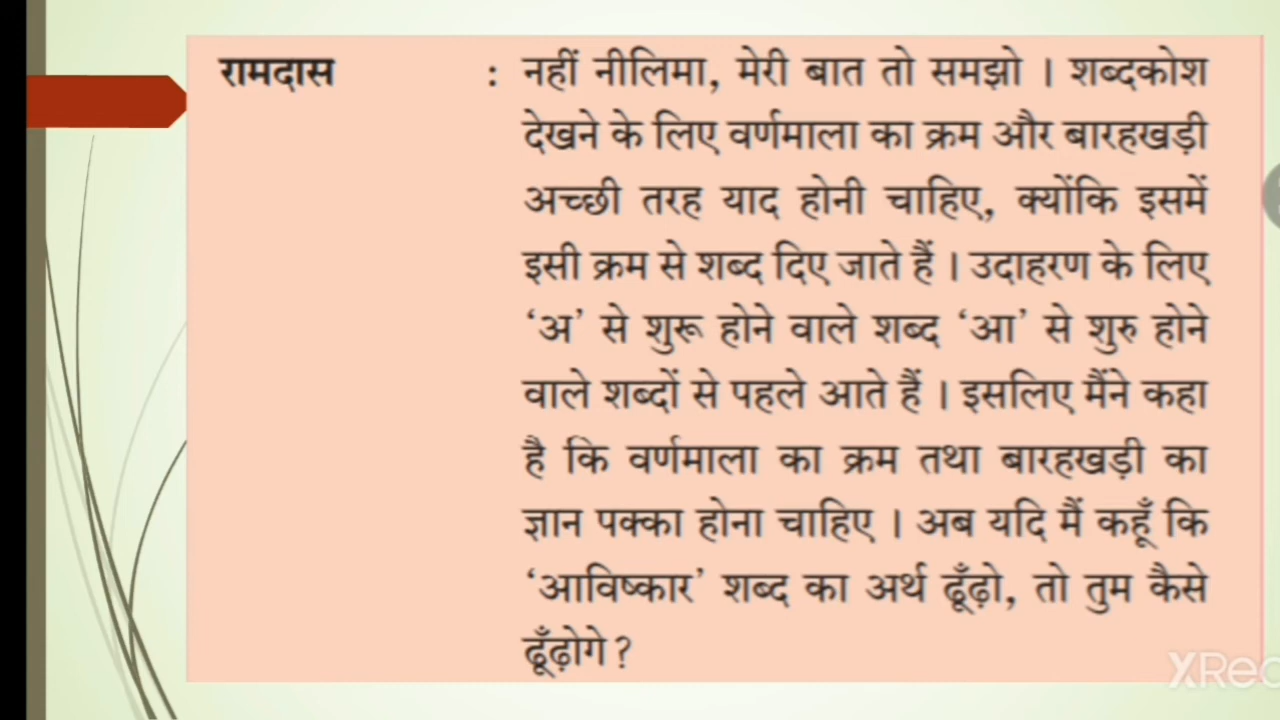 रामदास : नहीं नीलिमा, मेरी बात तो समझो । शब्दकोश
देखने के लिए वर्णमाला का क्रम और बारहखड़ी
अच्छी तरह याद होनी चाहिए, क्योंकि इसमें
इसी क्रम से शब्द दिए जाते हैं । उदाहरण के लिए
‘अ’ से शुरू होने वाले शब्द ‘आ’ से शुरु होने
वाले शब्दों से पहले आते हैं । इसलिए मैंने कहा
है कि वर्णमाला का क्रम तथा बारहखड़ी का
ज्ञान पक्का होना चाहिए । अब यदि मैं कहूँ कि
‘आविष्कार’ शब्द का अर्थ ढूँढ़ो, तो तुम कैसे
ढूँढ़ोगे ?